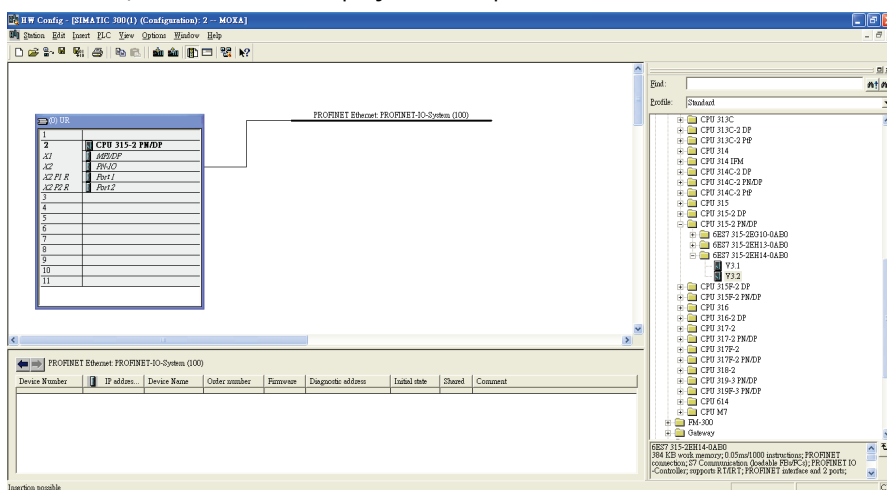 HW Config - [SIMATIC 300(1) (Configuration): 2 -- MOXA]
Station Edit Insert PLC View Options Window Help
(0) UR
1
2 CPU 315-2 PN/DP
X1 MPI/DP
X2 PN-IO
X2 P1 R Port 1
X2 P2 R Port 2
3
4
5
6
7
8
9
10
11
PROFINET Ethernet: PROFINET-IO-System (100)
Find:
Profile: Standard
CPU 313C
CPU 313C-2 DP
CPU 313C-2 PtP
CPU 314
CPU 314 IFM
CPU 314C-2 DP
CPU 314C-2 PN/DP
CPU 314C-2 PtP
CPU 315
CPU 315-2 DP
CPU 315-2 PN/DP
6ES7 315-2EG10-0AB0
6ES7 315-2EH13-0AB0
6ES7 315-2EH14-0AB0
V3.1
V3.2
CPU 315F-2 DP
CPU 315F-2 PN/DP
CPU 316
CPU 316-2 DP
CPU 317-2
CPU 317-2 PN/DP
CPU 317F-2
CPU 317F-2 PN/DP
CPU 318-2
CPU 319-3 PN/DP
CPU 319F-3 PN/DP
CPU 614
CPU M7
FM-300
Gateway
6ES7 315-2EH14-0AB0
384 KB work memory; 0.05ms/1000 instructions; PROFINET
connection; S7 Communication (loadable FBs/FCs); PROFINET IO
-Controller; supports RT/IRT; PROFINET interface and 2 ports;
PROFINET Ethernet: PROFINET-IO-System (100)
Device Number IP addres... Device Name Order number Firmware Diagnostic address Initial state Shared Comment
Insertion possible